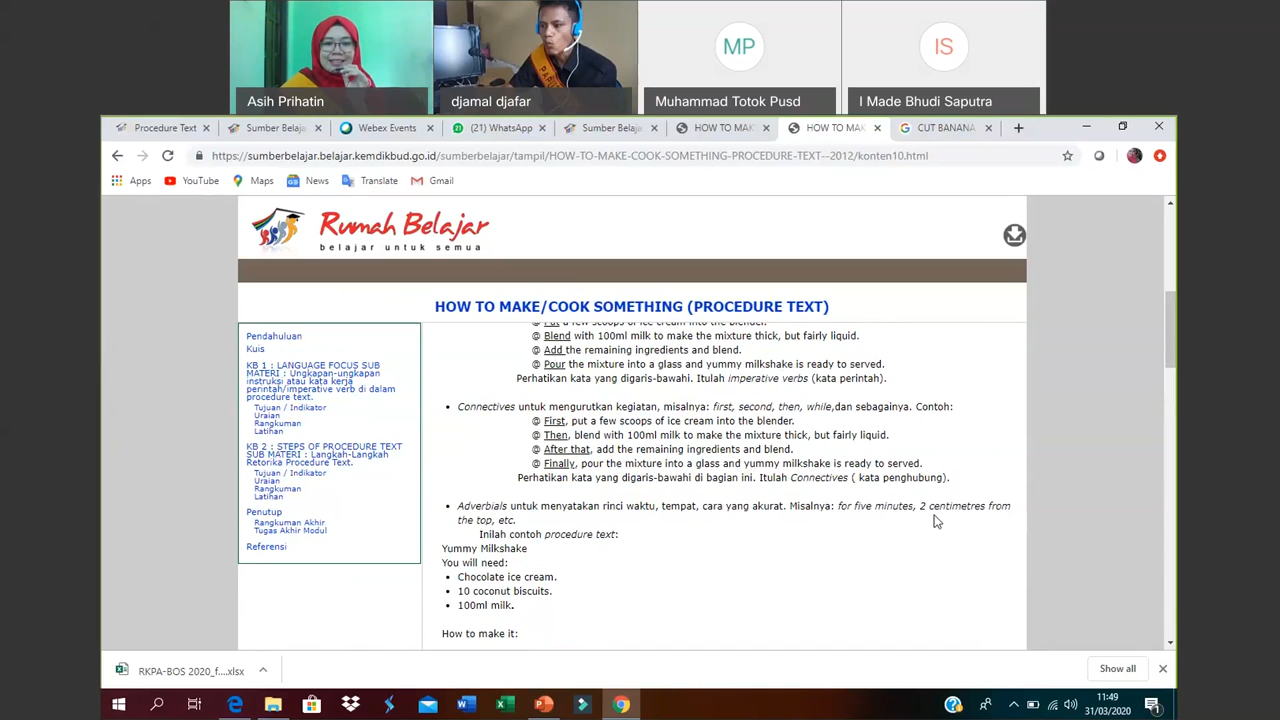 MP
IS
Asih Prihatin
djamal djafar
Muhammad Totok Pusd
I Made Bhudi Saputra
Procedure Text
Sumber Belaja
Webex Events
(21) WhatsApp
Sumber Belaja
HOW TO MAK
HOW TO MAK
CUT BANANA
https://sumberbelajar.belajar.kemdikbud.go.id/sumberbelajar/tampil/HOW-TO-MAKE-COOK-SOMETHING-PROCEDURE-TEXT--2012/konten10.html
Apps
YouTube
Maps
News
Translate
Gmail
Rumah Belajar
belajar untuk semua
HOW TO MAKE/COOK SOMETHING (PROCEDURE TEXT)
Pendahuluan
Kuis
KB 1 : LANGUAGE FOCUS SUB
MATERI : Ungkapan-ungkapan
instruksi atau kata kerja
perintah/imperative verb di dalam
procedure text.
Tujuan / Indikator
Uraian
Rangkuman
Latihan
KB 2 : STEPS OF PROCEDURE TEXT
SUB MATERI : Langkah-Langkah
Retorika Procedure Text.
Tujuan / Indikator
Uraian
Rangkuman
Latihan
Penutup
Rangkuman Akhir
Tugas Akhir Modul
Referensi
@ Put a few scoops of ice cream into the blender.
@ Blend with 100ml milk to make the mixture thick, but fairly liquid.
@ Add the remaining ingredients and blend.
@ Pour the mixture into a glass and yummy milkshake is ready to served.
Perhatikan kata yang digaris-bawahi. Itulah imperative verbs (kata perintah).
• Connectives untuk mengurutkan kegiatan, misalnya: first, second, then, while,dan sebagainya. Contoh:
@ First, put a few scoops of ice cream into the blender.
@ Then, blend with 100ml milk to make the mixture thick, but fairly liquid.
@ After that, add the remaining ingredients and blend.
@ Finally, pour the mixture into a glass and yummy milkshake is ready to served.
Perhatikan kata yang digaris-bawahi di bagian ini. Itulah Connectives ( kata penghubung).
• Adverbials untuk menyatakan rinci waktu, tempat, cara yang akurat. Misalnya: for five minutes, 2 centimetres from
the top, etc.
Inilah contoh procedure text:
Yummy Milkshake
You will need:
• Chocolate ice cream.
• 10 coconut biscuits.
• 100ml milk.
How to make it:
RKPA-BOS 2020_f....xlsx
Show all
11:49
31/03/2020